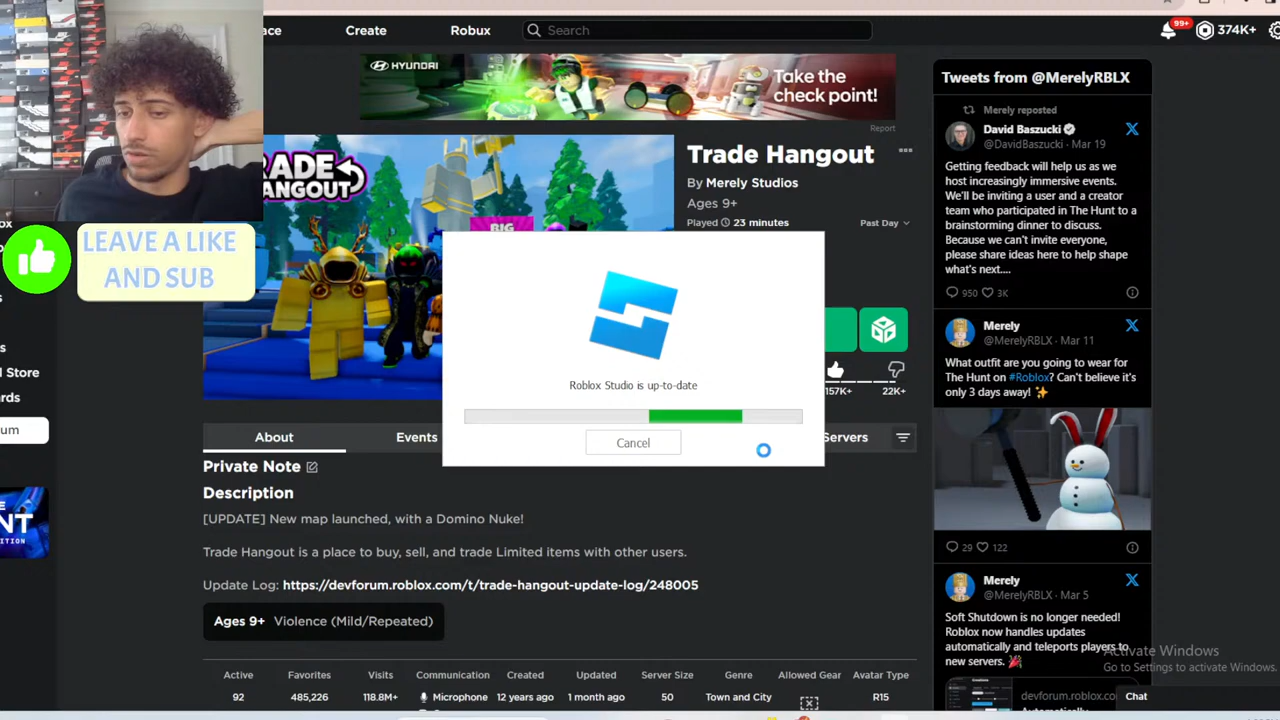 ace
Create
Robux
Search
99+
374K+
HYUNDAI
Take the
check point!
Report
TRADE
HANGOUT
BIG
Trade Hangout
By Merely Studios
Ages 9+
Played 23 minutes
Past Day
157K+
22K+
LEAVE A LIKE
AND SUB
Roblox Studio is up-to-date
Cancel
ox
s
l Store
ards
um
NT
ITION
About
Events
Servers
Private Note
Description
[UPDATE] New map launched, with a Domino Nuke!
Trade Hangout is a place to buy, sell, and trade Limited items with other users.
Update Log: https://devforum.roblox.com/t/trade-hangout-update-log/248005
Ages 9+ Violence (Mild/Repeated)
Active Favorites Visits Communication Created Updated Server Size Genre Allowed Gear Avatar Type
92 485,226 118.8M+ Microphone 12 years ago 1 month ago 50 Town and City R15
Tweets from @MerelyRBLX
Merely reposted
David Baszucki
@DavidBaszucki · Mar 19
Getting feedback will help us as we
host increasingly immersive events.
We'll be inviting a user and a creator
team who participated in The Hunt to a
brainstorming dinner to discuss.
Because we can't invite everyone,
please share ideas here to help shape
what's next....
950 3K
Merely
@MerelyRBLX · Mar 11
What outfit are you going to wear for
The Hunt on #Roblox? Can't believe it's
only 3 days away! ✨
29 122
Merely
@MerelyRBLX · Mar 5
Soft Shutdown is no longer needed!
Roblox now handles updates
automatically and teleports players to
new servers. 🎉
devforum.roblox.co
Activate Windows
Go to Settings to activate Windows.
Chat